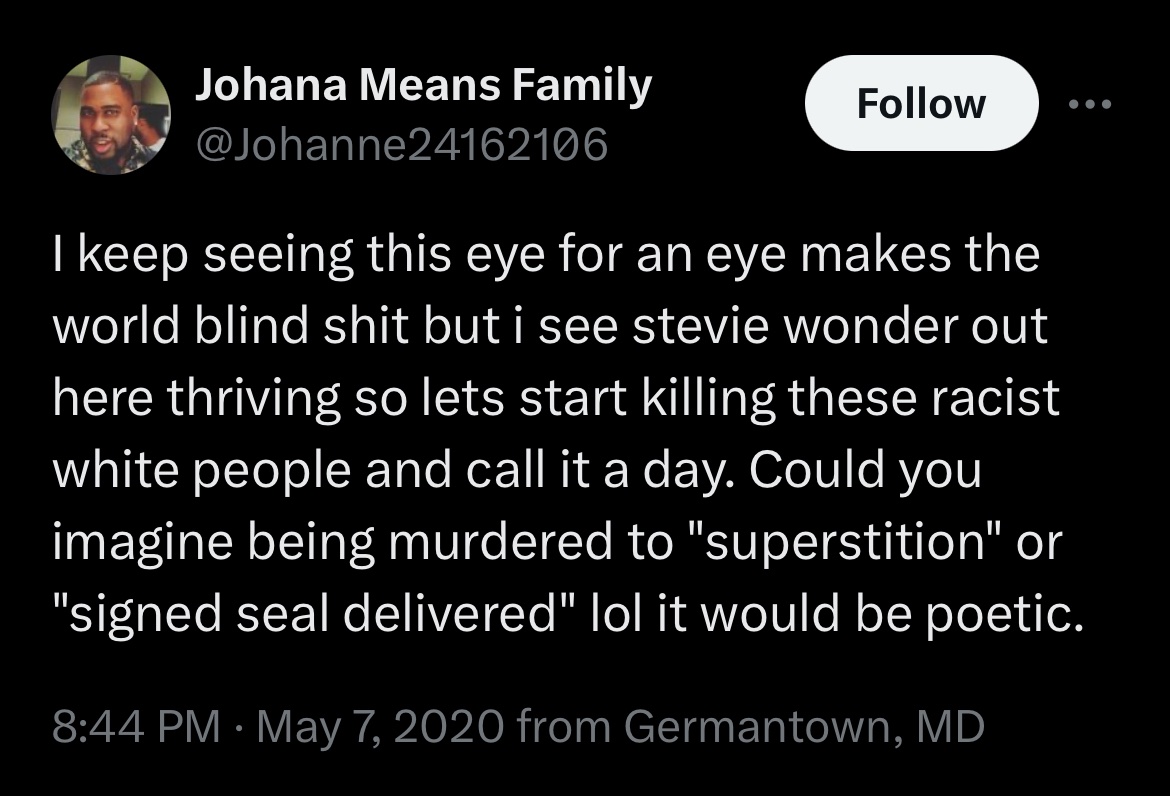 Johana Means Family
@Johanne24162106
Follow
I keep seeing this eye for an eye makes the
world blind shit but i see stevie wonder out
here thriving so lets start killing these racist
white people and call it a day. Could you
imagine being murdered to "superstition" or
"signed seal delivered" lol it would be poetic.
8:44 PM · May 7, 2020 from Germantown, MD